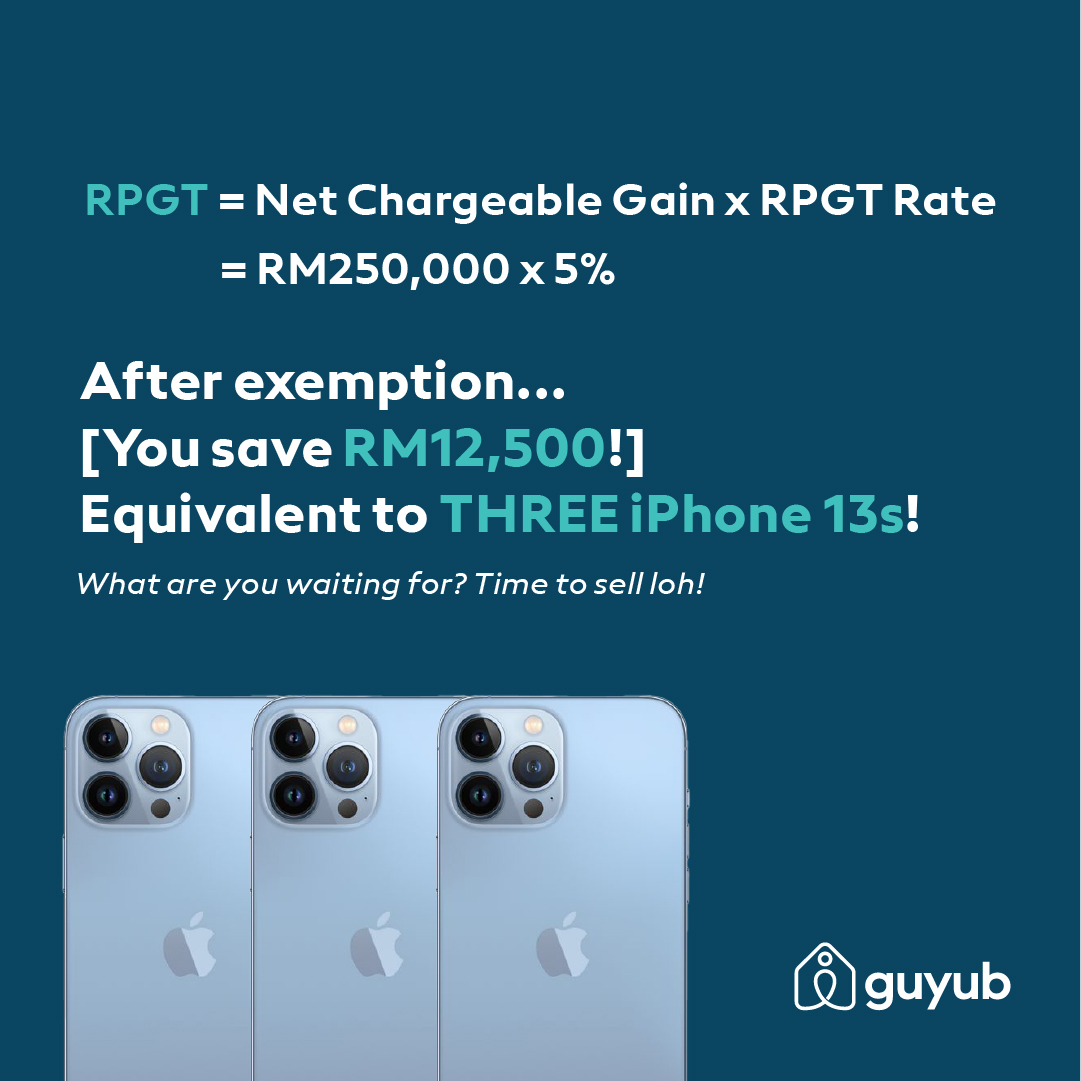 RPGT = Net Chargeable Gain x RPGT Rate
= RM250,000 x 5%
After exemption...
[You save RM12,500!]
Equivalent to THREE iPhone 13s!
What are you waiting for? Time to sell loh!
guyub